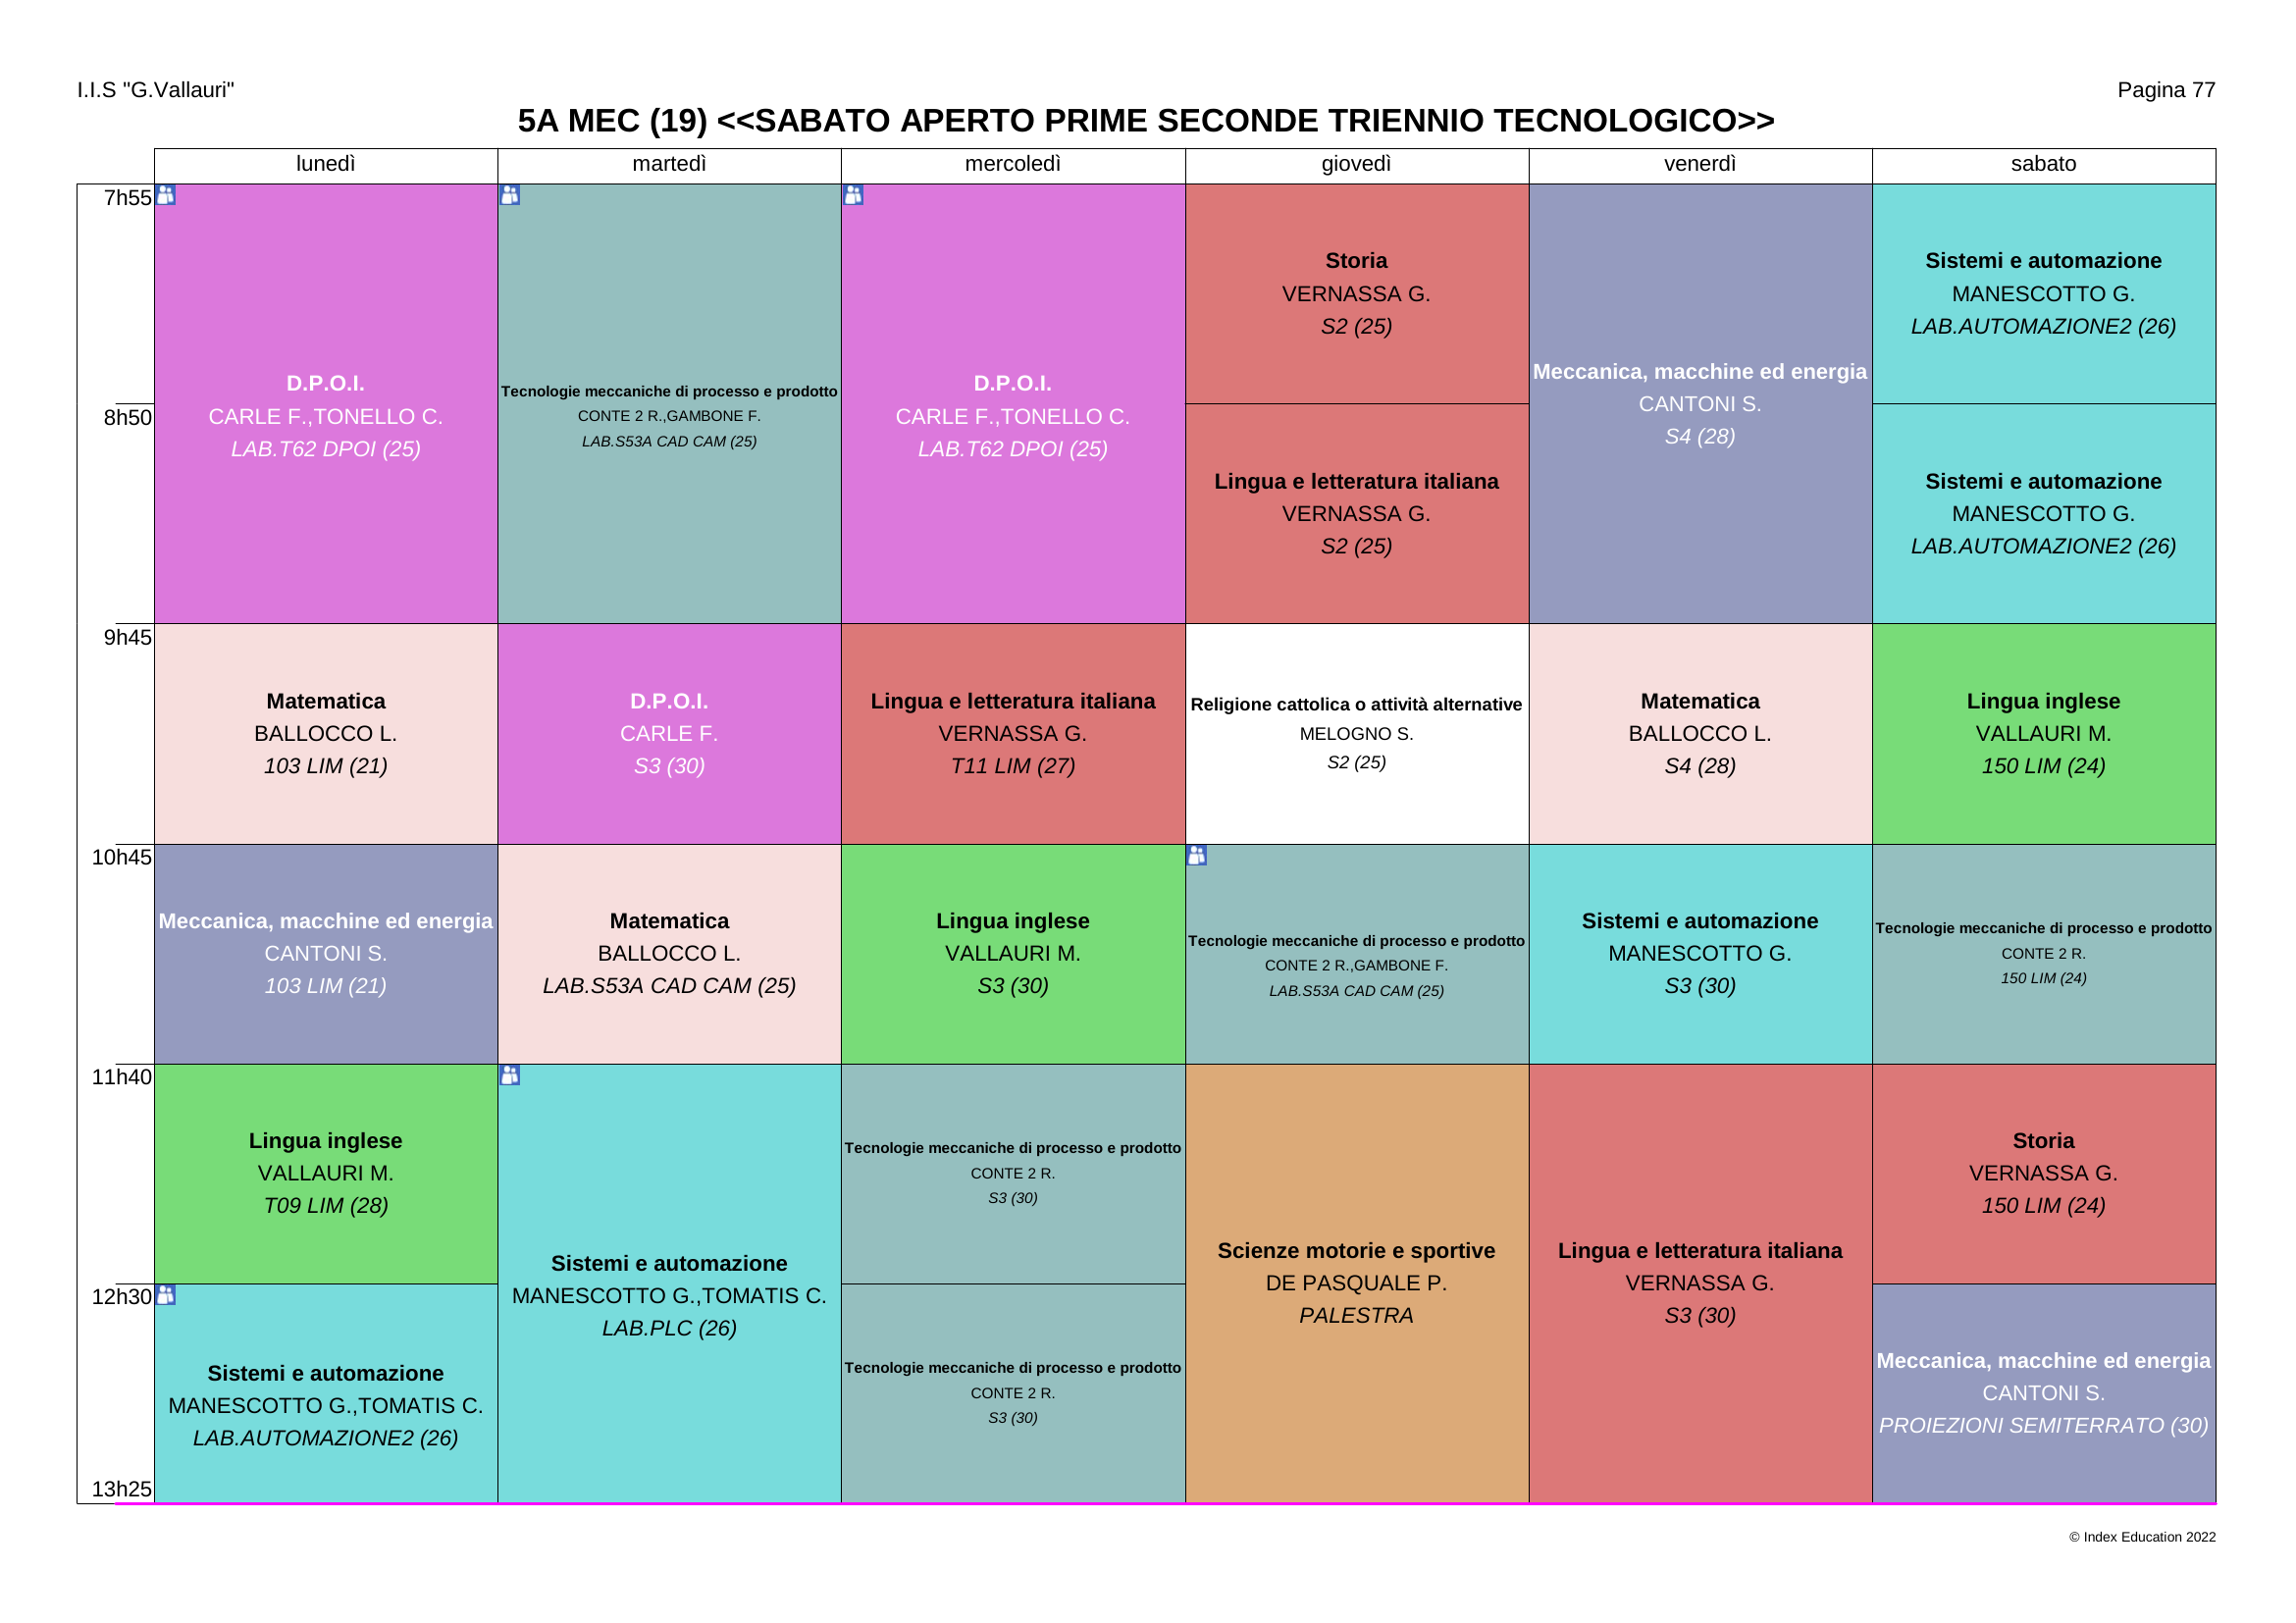 I.I.S "G.Vallauri"
Pagina 77
5A MEC (19) <<SABATO APERTO PRIME SECONDE TRIENNIO TECNOLOGICO>>
lunedì
martedì
mercoledì
giovedì
venerdì
sabato
7h55
D.P.O.I.
CARLE F.,TONELLO C.
LAB.T62 DPOI (25)
Tecnologie meccaniche di processo e prodotto
CONTE 2 R.,GAMBONE F.
LAB.S53A CAD CAM (25)
D.P.O.I.
CARLE F.,TONELLO C.
LAB.T62 DPOI (25)
Storia
VERNASSA G.
S2 (25)
Meccanica, macchine ed energia
CANTONI S.
S4 (28)
Sistemi e automazione
MANESCOTTO G.
LAB.AUTOMAZIONE2 (26)
8h50
Lingua e letteratura italiana
VERNASSA G.
S2 (25)
Sistemi e automazione
MANESCOTTO G.
LAB.AUTOMAZIONE2 (26)
9h45
Matematica
BALLOCCO L.
103 LIM (21)
D.P.O.I.
CARLE F.
S3 (30)
Lingua e letteratura italiana
VERNASSA G.
T11 LIM (27)
Religione cattolica o attività alternative
MELOGNO S.
S2 (25)
Matematica
BALLOCCO L.
S4 (28)
Lingua inglese
VALLAURI M.
150 LIM (24)
10h45
Meccanica, macchine ed energia
CANTONI S.
103 LIM (21)
Matematica
BALLOCCO L.
LAB.S53A CAD CAM (25)
Lingua inglese
VALLAURI M.
S3 (30)
Tecnologie meccaniche di processo e prodotto
CONTE 2 R.,GAMBONE F.
LAB.S53A CAD CAM (25)
Sistemi e automazione
MANESCOTTO G.
S3 (30)
Tecnologie meccaniche di processo e prodotto
CONTE 2 R.
150 LIM (24)
11h40
Lingua inglese
VALLAURI M.
T09 LIM (28)
Sistemi e automazione
MANESCOTTO G.,TOMATIS C.
LAB.PLC (26)
Tecnologie meccaniche di processo e prodotto
CONTE 2 R.
S3 (30)
Scienze motorie e sportive
DE PASQUALE P.
PALESTRA
Lingua e letteratura italiana
VERNASSA G.
S3 (30)
Storia
VERNASSA G.
150 LIM (24)
12h30
Sistemi e automazione
MANESCOTTO G.,TOMATIS C.
LAB.AUTOMAZIONE2 (26)
Tecnologie meccaniche di processo e prodotto
CONTE 2 R.
S3 (30)
Meccanica, macchine ed energia
CANTONI S.
PROIEZIONI SEMITERRATO (30)
13h25
© Index Education 2022